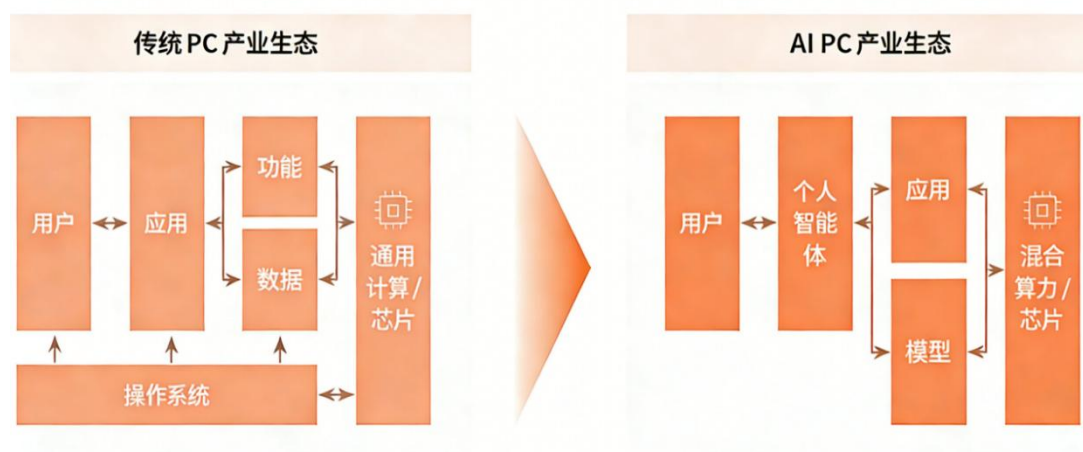 传统PC产业生态
用户
应用
功能
数据
通用
计算/
芯片
操作系统
AI PC产业生态
用户
个人
智能
体
应用
模型
混合
算力/
芯片